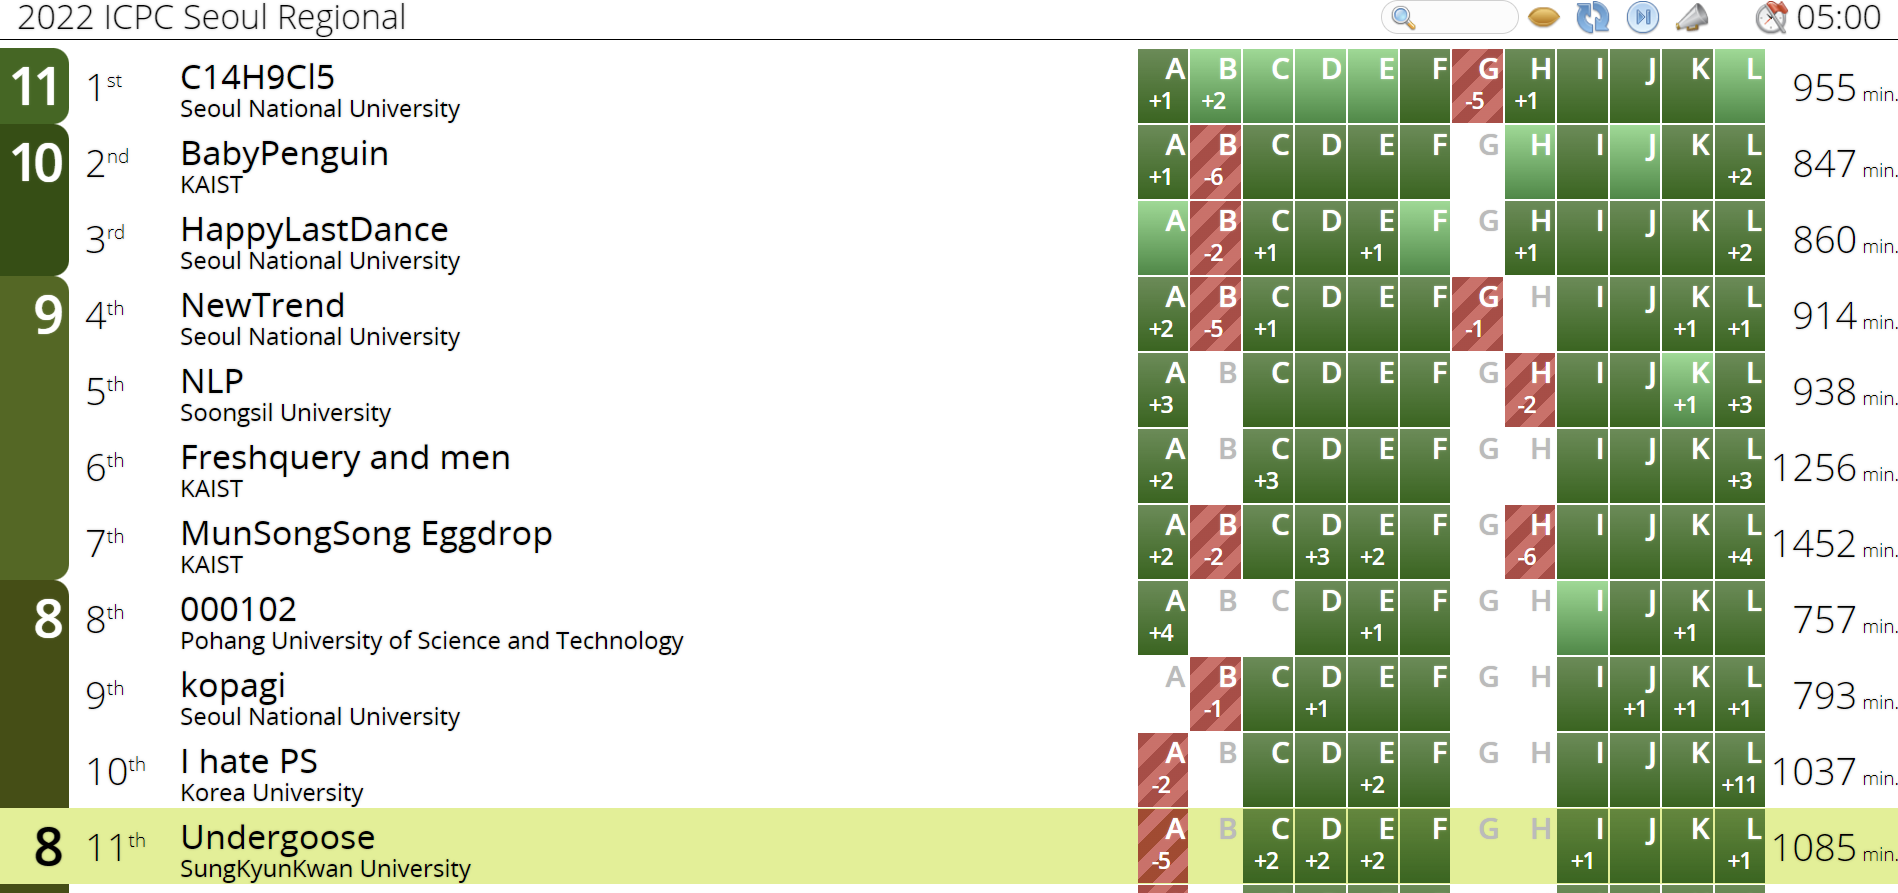 2022 ICPC Seoul Regional 05:00
11 1st C14H9Cl5 A B C D E F G H I J K L 955 min.
Seoul National University +1 +2 -5 +1
10 2nd BabyPenguin A B C D E F G H I J K L 847 min.
KAIST +1 -6 +2
3rd HappyLastDance A B C D E F G H I J K L 860 min.
Seoul National University -2 +1 +1 +1 +2
9 4th NewTrend A B C D E F G H I J K L 914 min.
Seoul National University +2 -5 +1 -1 +1 +1
5th NLP A B C D E F G H I J K L 938 min.
Soongsil University +3 -2 +1 +3
6th Freshquery and men A B C D E F G H I J K L 1256 min.
KAIST +2 +3 +3
7th MunSongSong Eggdrop A B C D E F G H I J K L 1452 min.
KAIST +2 -2 +3 +2 -6 +4
8 8th 000102 A B C D E F G H I J K L 757 min.
Pohang University of Science and Technology +4 +1 +1
9th kopagi A B C D E F G H I J K L 793 min.
Seoul National University -1 +1 +1 +1 +1
10th I hate PS A B C D E F G H I J K L 1037 min.
Korea University -2 +2 +11
8 11th Undergoose A B C D E F G H I J K L 1085 min.
SungKyunKwan University -5 +2 +2 +2 +1 +1